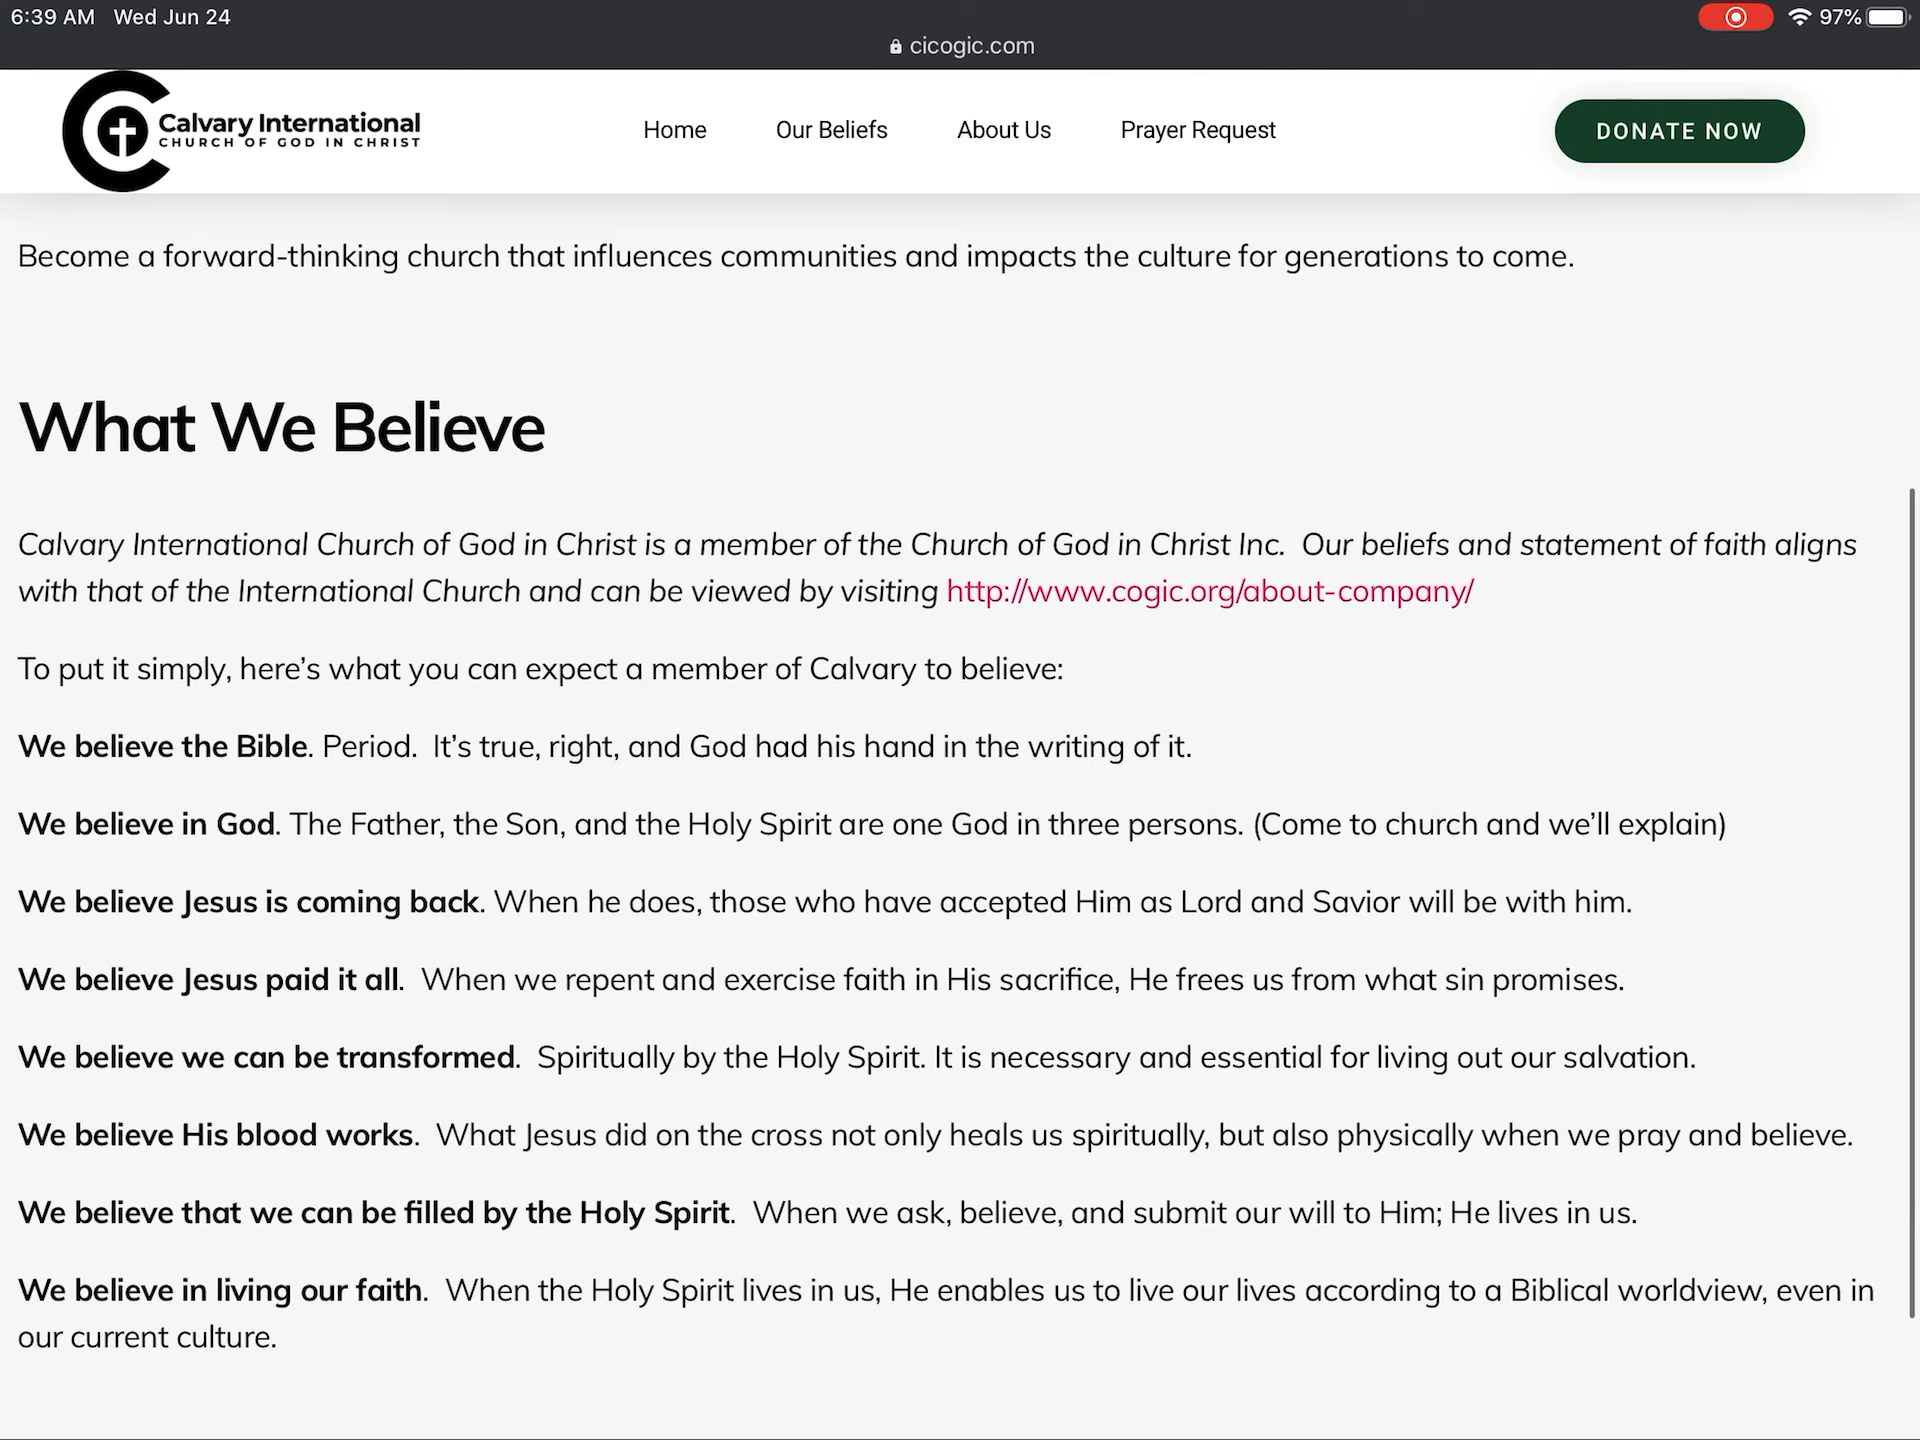 6:39 AM Wed Jun 24
97%
cicogic.com
Calvary International
CHURCH OF GOD IN CHRIST
Home Our Beliefs About Us Prayer Request
DONATE NOW
Become a forward-thinking church that influences communities and impacts the culture for generations to come.
What We Believe
Calvary International Church of God in Christ is a member of the Church of God in Christ Inc.  Our beliefs and statement of faith aligns
with that of the International Church and can be viewed by visiting http://www.cogic.org/about-company/
To put it simply, here’s what you can expect a member of Calvary to believe:
We believe the Bible. Period.  It’s true, right, and God had his hand in the writing of it.
We believe in God. The Father, the Son, and the Holy Spirit are one God in three persons. (Come to church and we’ll explain)
We believe Jesus is coming back. When he does, those who have accepted Him as Lord and Savior will be with him.
We believe Jesus paid it all.  When we repent and exercise faith in His sacrifice, He frees us from what sin promises.
We believe we can be transformed.  Spiritually by the Holy Spirit. It is necessary and essential for living out our salvation.
We believe His blood works.  What Jesus did on the cross not only heals us spiritually, but also physically when we pray and believe.
We believe that we can be filled by the Holy Spirit.  When we ask, believe, and submit our will to Him; He lives in us.
We believe in living our faith.  When the Holy Spirit lives in us, He enables us to live our lives according to a Biblical worldview, even in
our current culture.